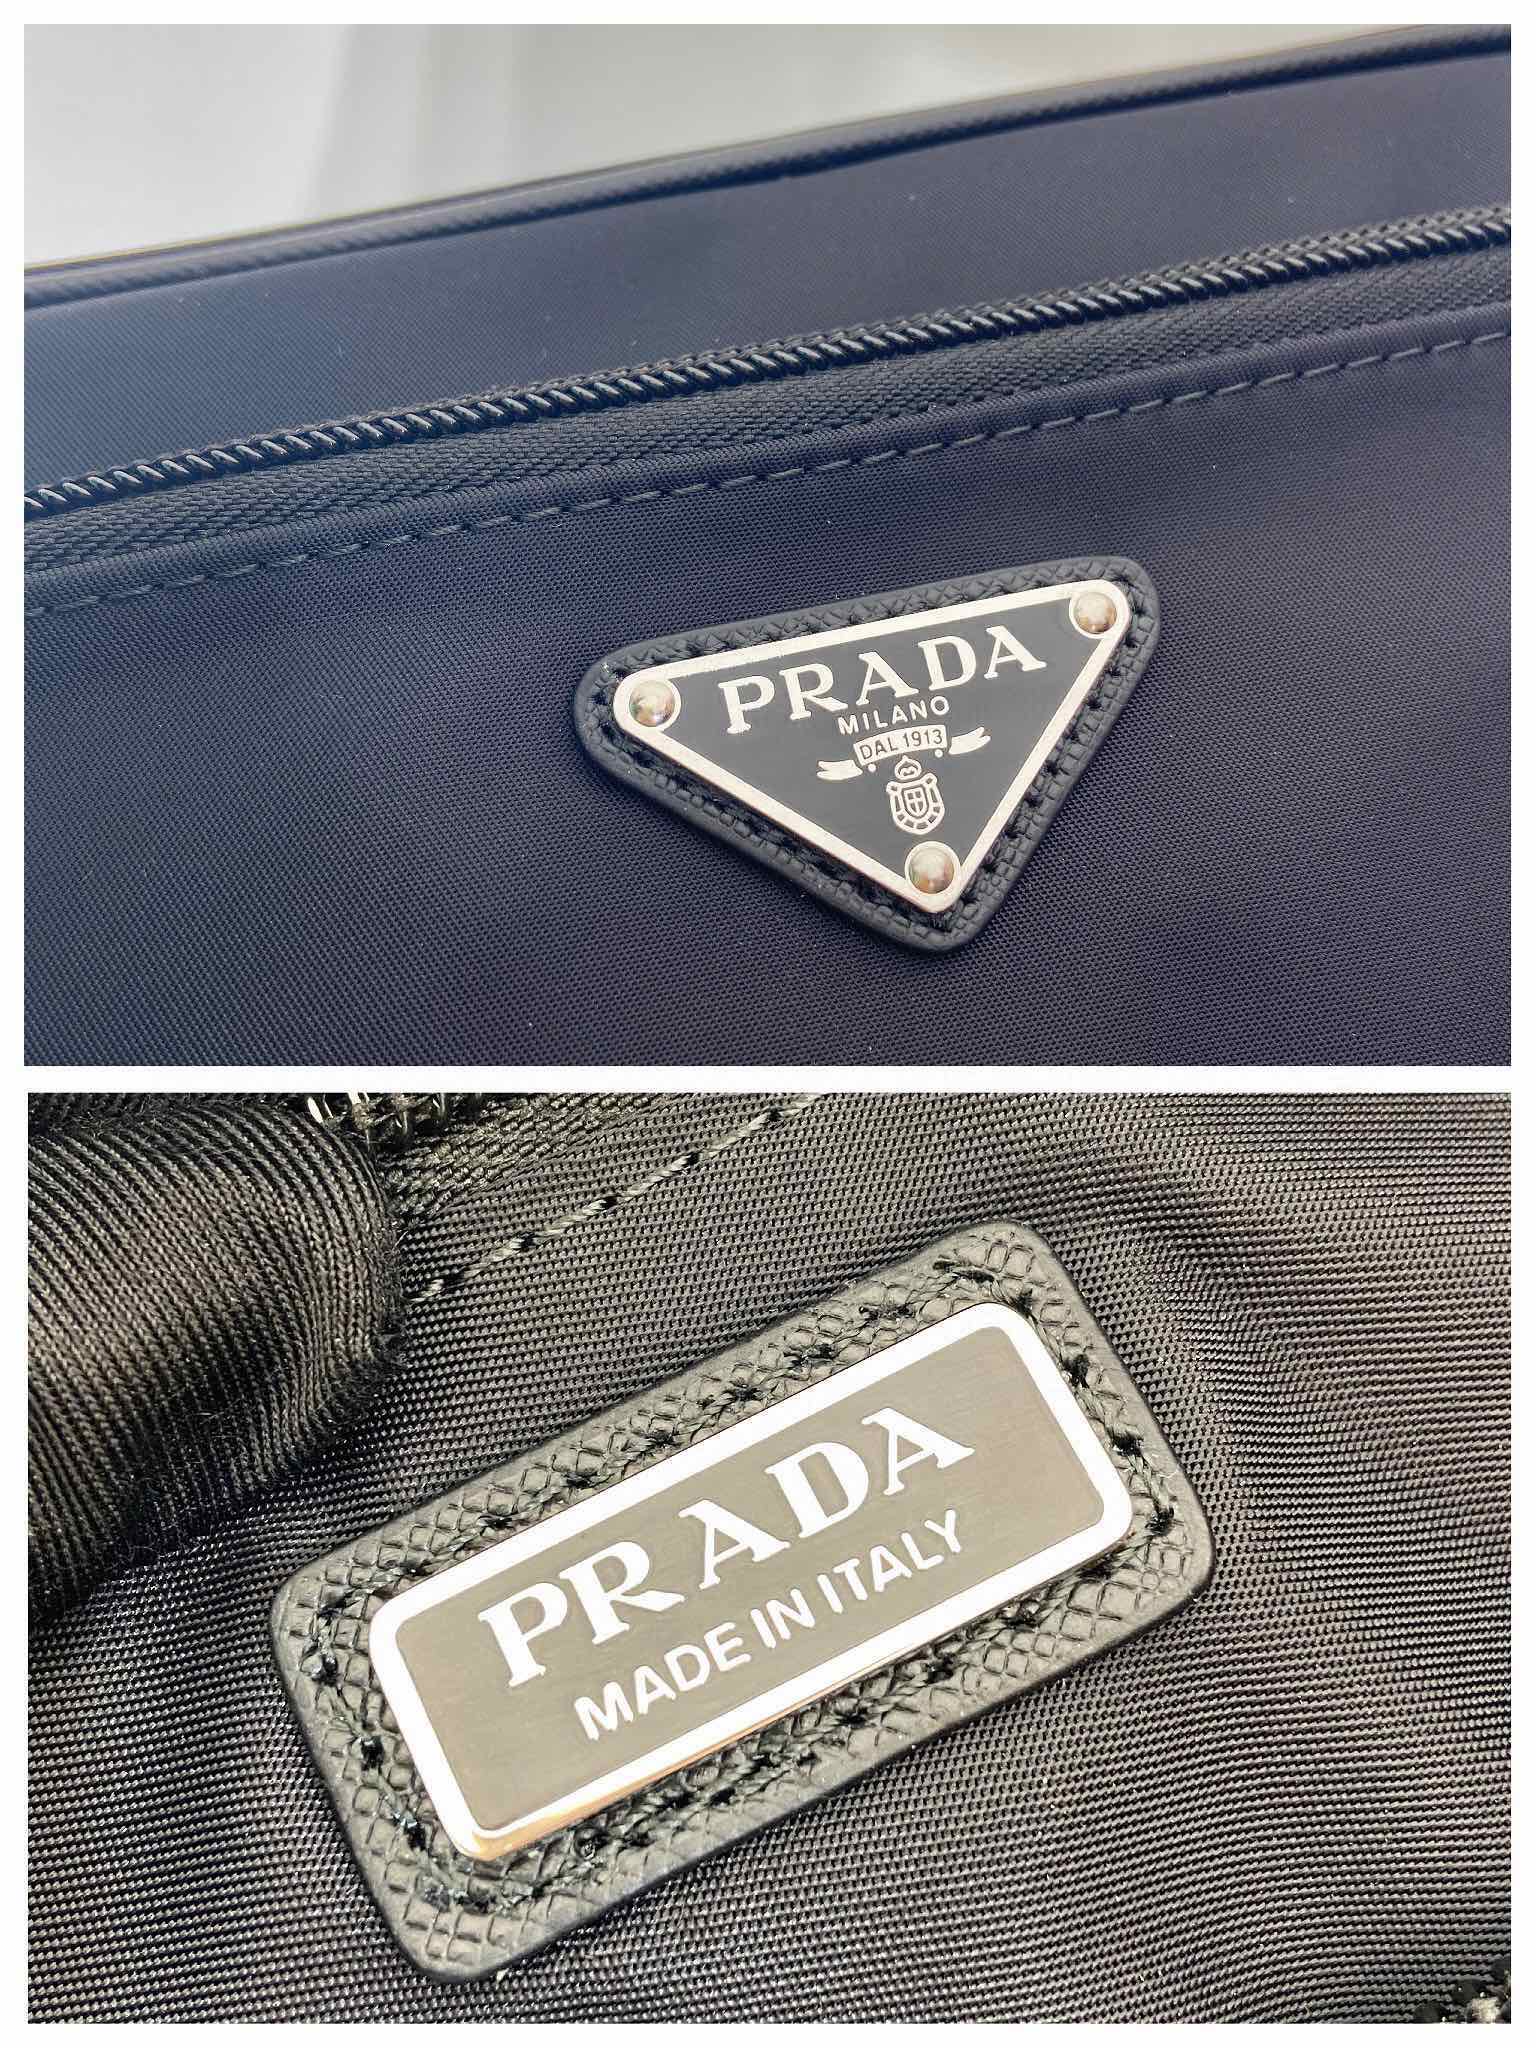 PRADA
MILANO
DAL 1913
PRADA
MADE IN ITALY